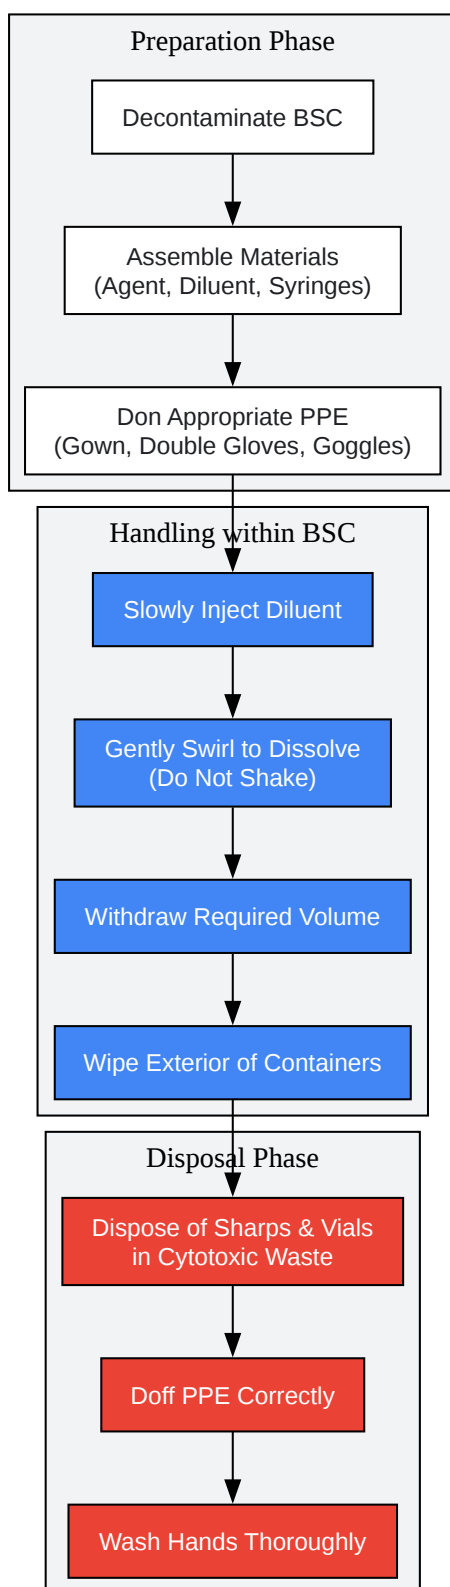 Preparation Phase
Decontaminate BSC
Assemble Materials
(Agent, Diluent, Syringes)
Don Appropriate PPE
(Gown, Double Gloves, Goggles)
Handling within BSC
Slowly Inject Diluent
Gently Swirl to Dissolve
(Do Not Shake)
Withdraw Required Volume
Wipe Exterior of Containers
Disposal Phase
Dispose of Sharps & Vials
in Cytotoxic Waste
Doff PPE Correctly
Wash Hands Thoroughly